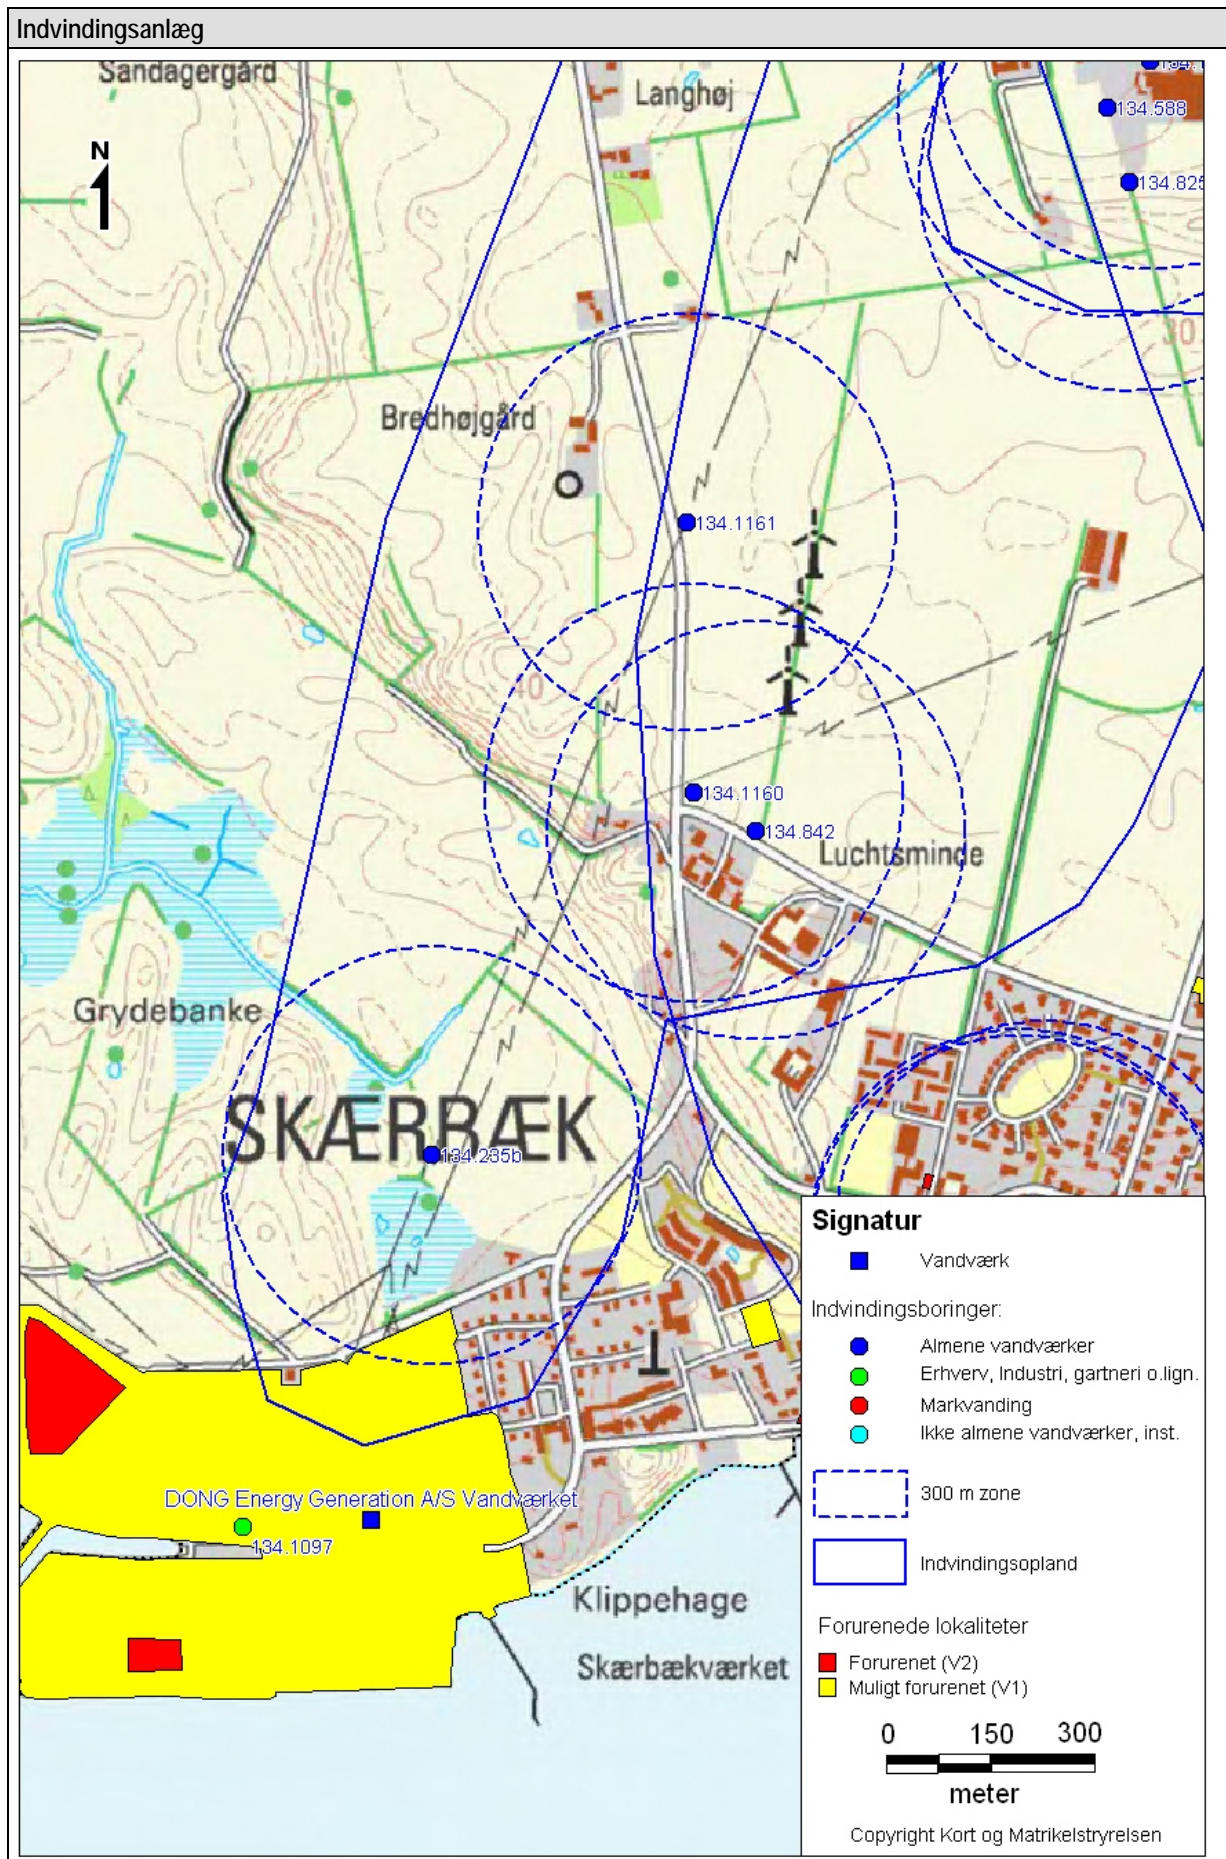 Indvindingsanlæg
Sandagergård
Langhøj
134.588
134.825
N
30
Bredhøjgård
134.1161
40
134.1160
134.842
Luchtsminde
Grydebanke
SKÆRBÆK
134.235b
DONG Energy Generation A/S Vandværket
134.1097
Klippehage
Skærbækværket
Signatur
Vandværk
Indvindingsboringer:
Almene vandværker
Erhverv, Industri, gartneri o.lign.
Markvanding
Ikke almene vandværker, inst.
300 m zone
Indvindingsopland
Forurenede lokaliteter
Forurenet (V2)
Muligt forurenet (V1)
0 150 300
meter
Copyright Kort og Matrikelstryrelsen